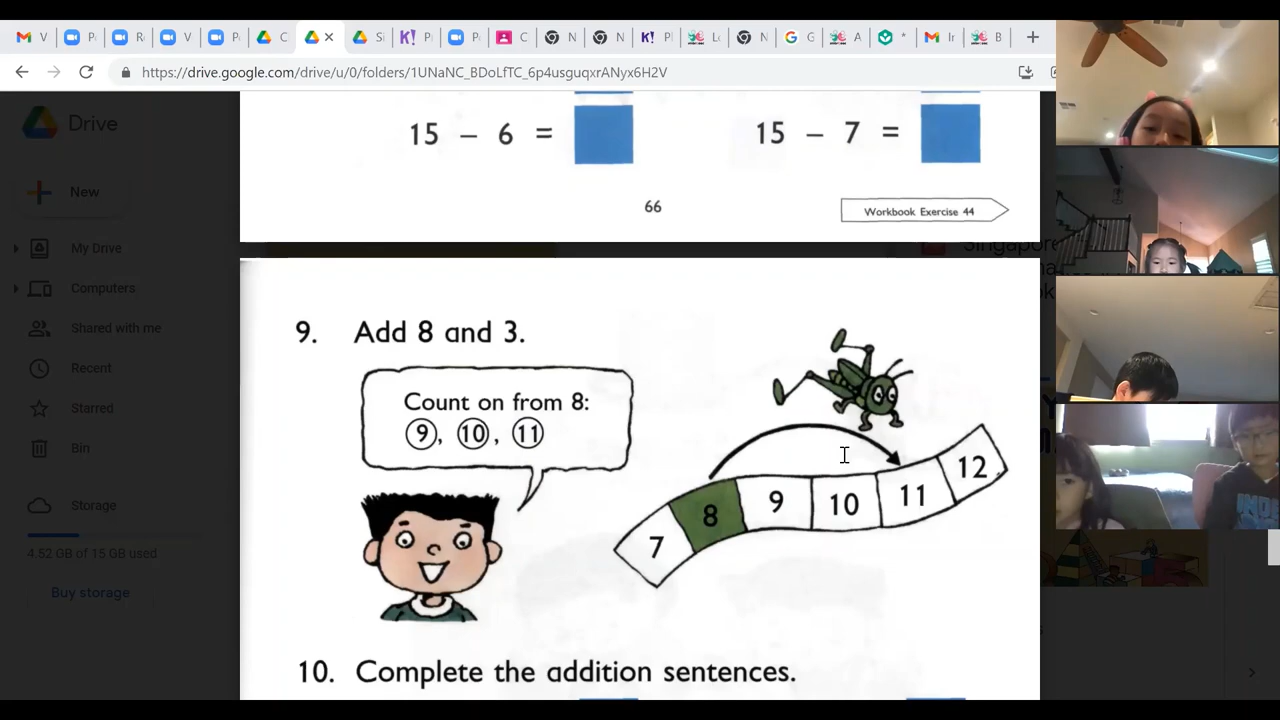 V P R V P C Si P P C N N P L N G A * Ir B
https://drive.google.com/drive/u/0/folders/1UNaNC_BDoLfTC_6p4usguqxrANyx6H2V
Drive
New
My Drive
Computers
Shared with me
Recent
Starred
Bin
Storage
4.52 GB of 15 GB used
Buy storage
15 − 6 =
15 − 7 =
66
Workbook Exercise 44
Singapore
9. Add 8 and 3.
Count on from 8:
9, 10, 11
7 8 9 10 11 12
10. Complete the addition sentences.